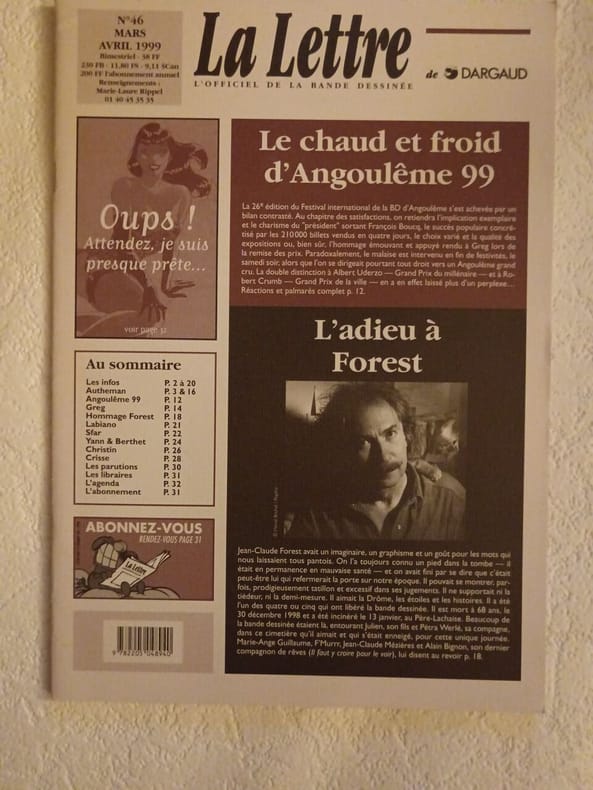 N°46
MARS
AVRIL 1999
Bimestriel - 38 FF
230 FB - 11,80 FS - 9,11 $Can
200 FF l'abonnement annuel
Renseignements :
Marie-Laure Rippel
01 40 45 35 35
La Lettre
de DARGAUD
L'OFFICIEL DE LA BANDE DESSINÉE
Oups !
Attendez, je suis
presque prête...
voir page 32
Au sommaire
Les infos P. 2 à 20
Autheman P. 3 & 16
Angoulême 99 P. 12
Greg P. 14
Hommage Forest P. 18
Labiano P. 21
Sfar P. 22
Yann & Berthet P. 24
Christin P. 26
Crisse P. 28
Les parutions P. 30
Les libraires P. 31
L'agenda P. 32
L'abonnement P. 31
ABONNEZ-VOUS
RENDEZ-VOUS PAGE 31
La Lettre
9 782205 048940
Le chaud et froid
d'Angoulême 99
La 26e édition du Festival international de la BD d'Angoulême s'est achevée par un
bilan contrasté. Au chapitre des satisfactions, on retiendra l'implication exemplaire
et le charisme du "président" sortant François Boucq, le succès populaire concré-
tisé par les 210000 billets vendus en quatre jours, le choix varié et la qualité des
expositions ou, bien sûr, l'hommage émouvant et appuyé rendu à Greg lors de
la remise des prix. Paradoxalement, le malaise est intervenu en fin de festivités, le
samedi soir, alors que l'on se dirigeait pourtant tout droit vers un Angoulême grand
cru. La double distinction à Albert Uderzo — Grand Prix du millénaire — et à Ro-
bert Crumb — Grand Prix de la ville — en a en effet laissé plus d'un perplexe...
Réactions et palmarès complet p. 12.
L'adieu à
Forest
Jean-Claude Forest avait un imaginaire, un graphisme et un goût pour les mots qui
nous laissaient tous pantois. On l'a toujours connu un pied dans la tombe — il
était en permanence en mauvaise santé — et on avait fini par se dire que c'était
peut-être lui qui refermerait la porte sur notre époque. Il pouvait se montrer, par-
fois, prodigieusement tatillon et excessif dans ses jugements. Il ne supportait ni la
tiédeur, ni la demi-mesure. Il aimait la Drôme, les étoiles et les histoires. Il a été
l'un des quatre ou cinq qui ont libéré la bande dessinée. Il est mort à 68 ans, le
30 décembre 1998 et a été incinéré le 13 janvier, au Père-Lachaise. Beaucoup de
la bande dessinée étaient là, entourant Julien, son fils et Pétra Werlé, sa compagne,
dans ce cimetière qu'il aimait et qui s'était enneigé, pour cette unique journée.
Marie-Ange Guillaume, F'Murrr, Jean-Claude Mézières et Alain Bignon, son dernier
compagnon de rêves (Il faut y croire pour le voir), lui disent au revoir p. 18.